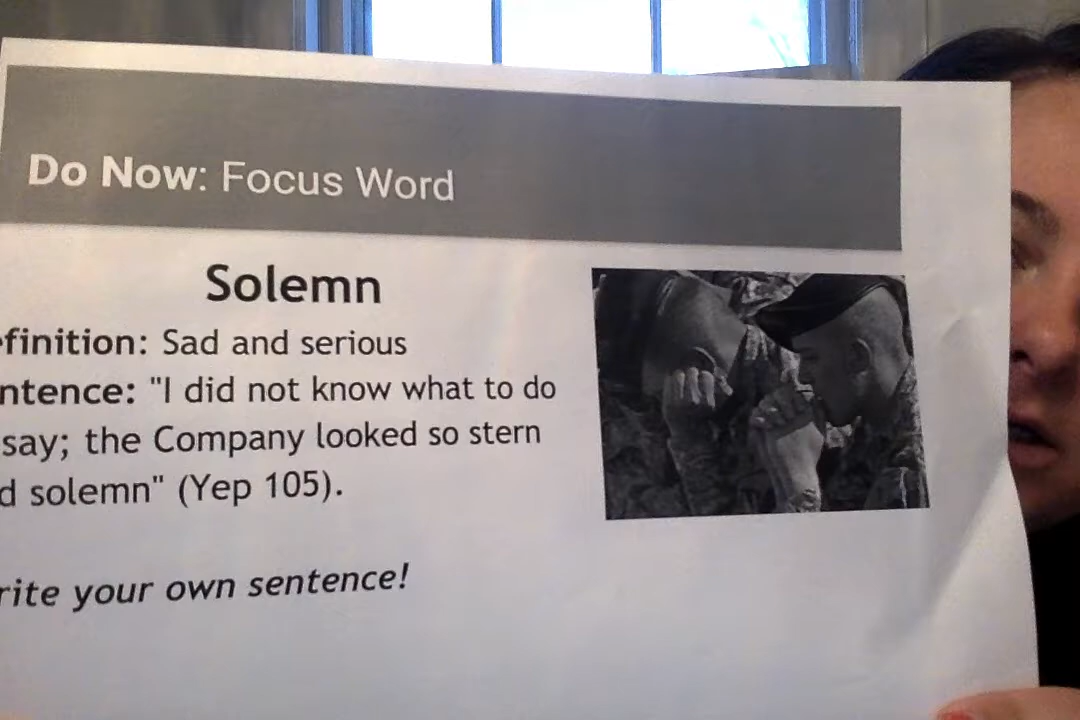 Do Now: Focus Word
Solemn
finition: Sad and serious
ntence: "I did not know what to do
say; the Company looked so stern
d solemn" (Yep 105).
rite your own sentence!